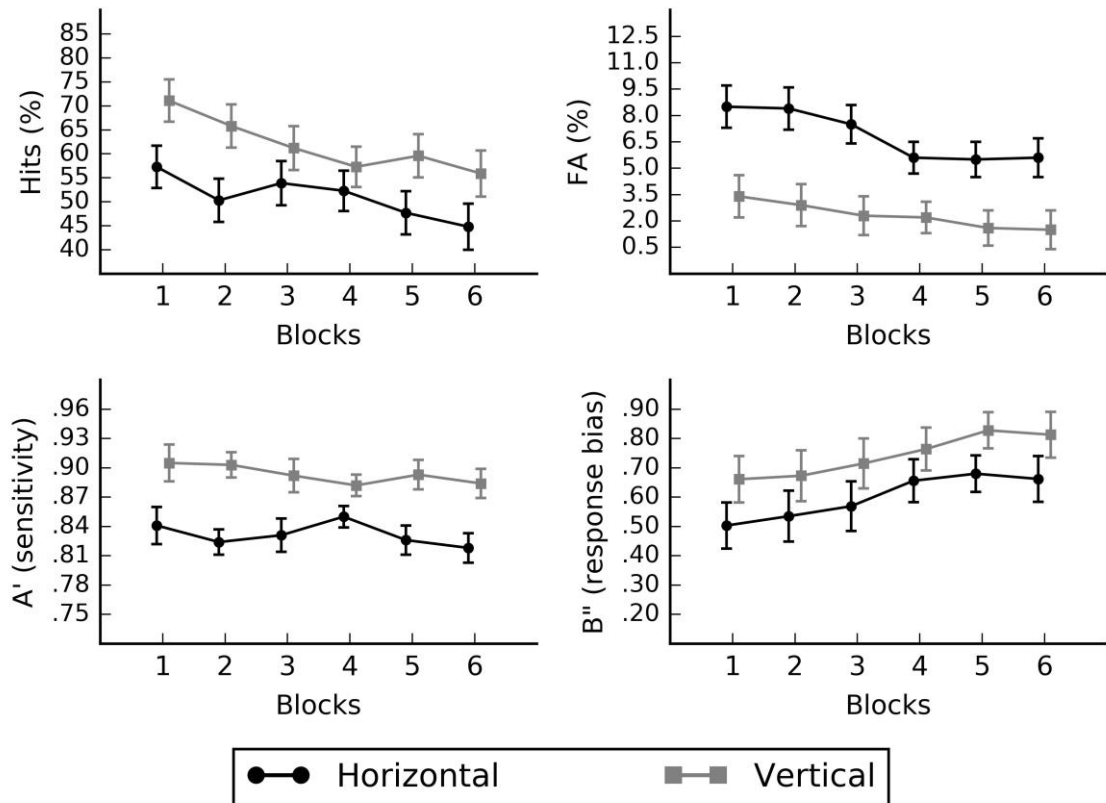 Hits (%)
85
80
75
70
65
60
55
50
45
40
1 2 3 4 5 6
Blocks
FA (%)
12.5
11.0
9.5
8.0
6.5
5.0
3.5
2.0
0.5
1 2 3 4 5 6
Blocks
A' (sensitivity)
.96
.93
.90
.87
.84
.81
.78
.75
1 2 3 4 5 6
Blocks
B" (response bias)
.90
.80
.70
.60
.50
.40
.30
.20
1 2 3 4 5 6
Blocks
Horizontal Vertical